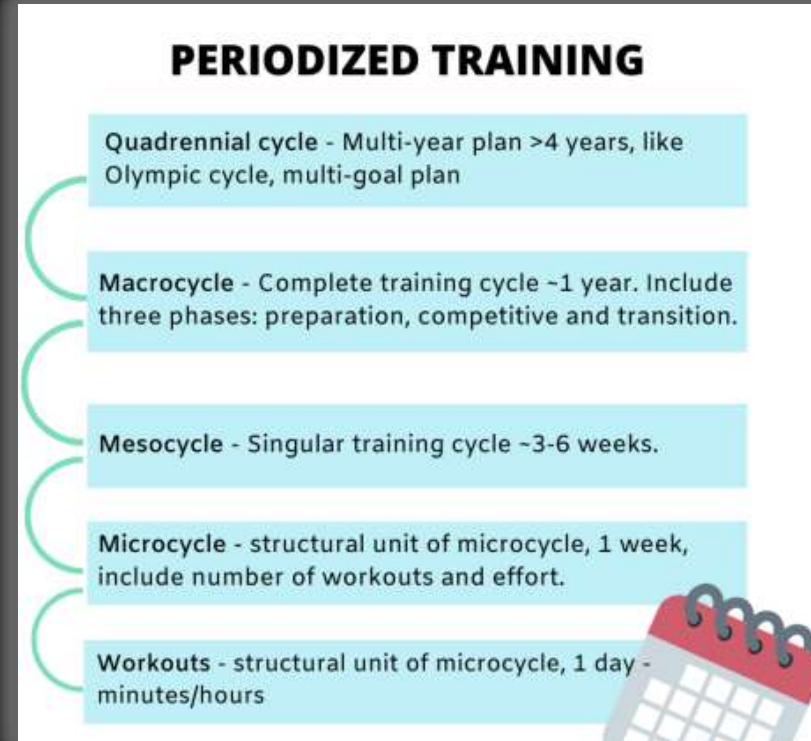 PERIODIZED TRAINING
Quadrennial cycle - Multi-year plan >4 years, like
Olympic cycle, multi-goal plan
Macrocycle - Complete training cycle ~1 year. Include
three phases: preparation, competitive and transition.
Mesocycle - Singular training cycle ~3-6 weeks.
Microcycle - structural unit of microcycle, 1 week,
include number of workouts and effort.
Workouts - structural unit of microcycle, 1 day -
minutes/hours